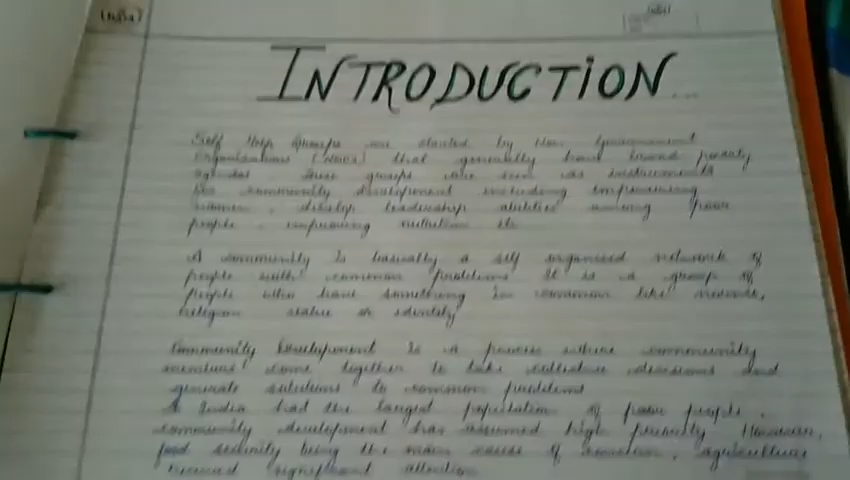 INTRODUCTION...
Self Help Groups are started by Non Government
Organisations (NGOs) that generally have broad poverty
agendas these groups are seen as instruments
for community development including empowering
women, develop leadership abilities among poor
people, empowering nutrition etc
A community is basically a self organised network of
people with common problems It is a group of
people who have something in common like
religion or identity
Community Development is a process where community
members come together to take collective decisions and
generate solutions to common problems
India had the largest population of poor people,
community development has assumed high priority However,
food security being the main cause of concern, agriculture
received significant attention